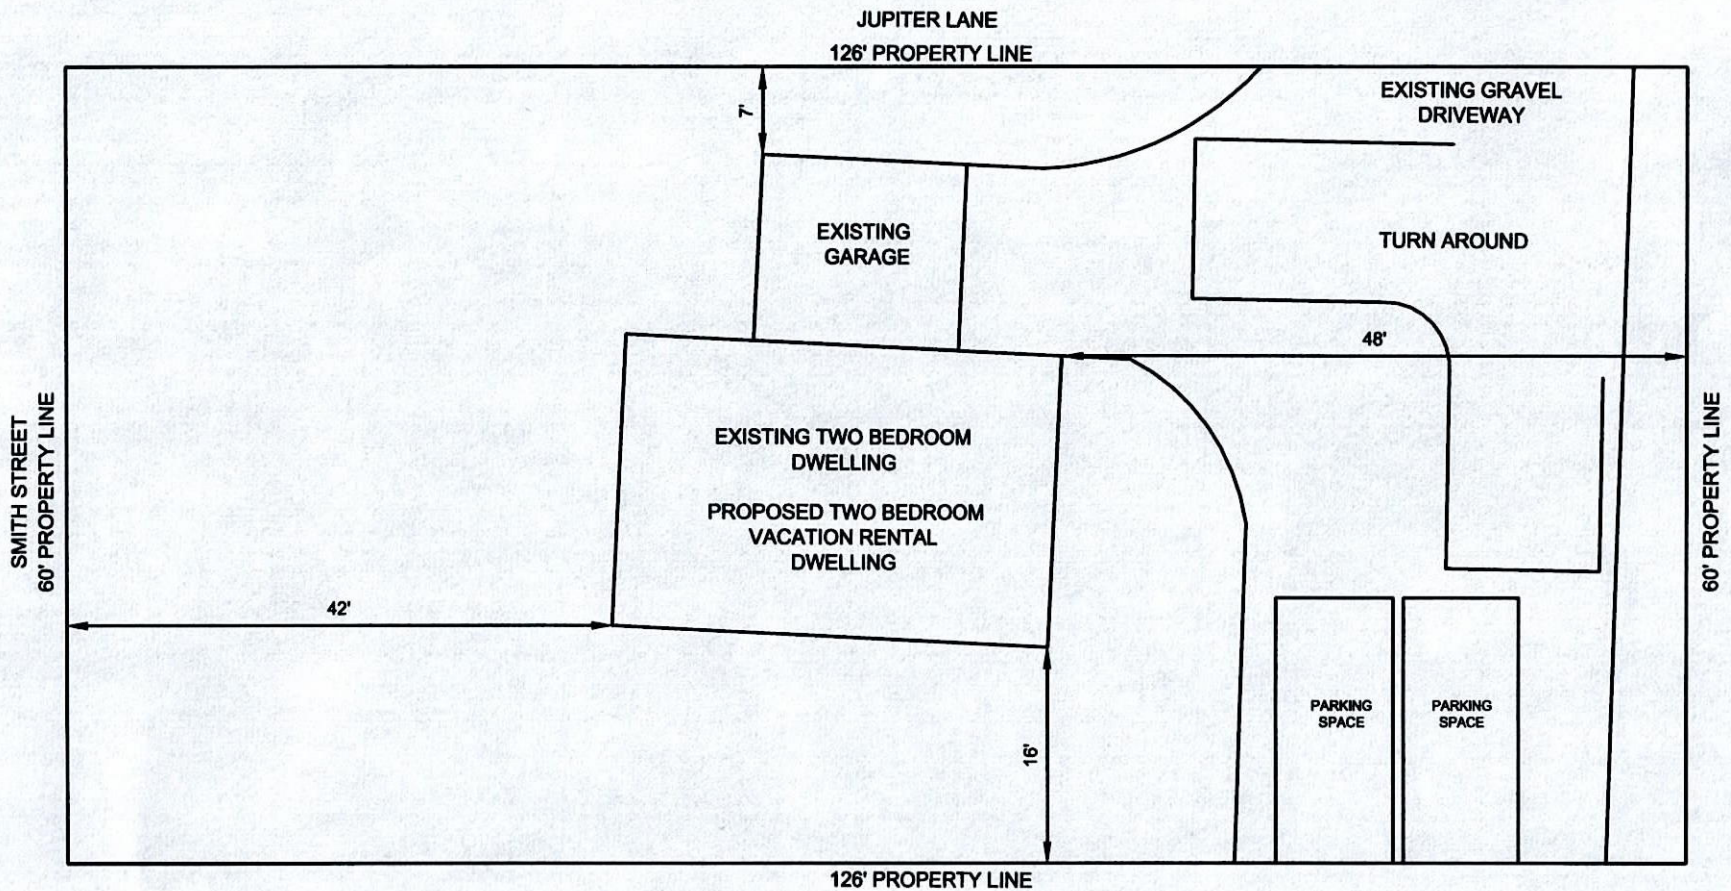 JUPITER LANE
126' PROPERTY LINE
EXISTING GRAVEL
DRIVEWAY
7'
EXISTING
GARAGE
TURN AROUND
48'
SMITH STREET
60' PROPERTY LINE
EXISTING TWO BEDROOM
DWELLING
PROPOSED TWO BEDROOM
VACATION RENTAL
DWELLING
60' PROPERTY LINE
42'
PARKING
SPACE
PARKING
SPACE
16'
126' PROPERTY LINE